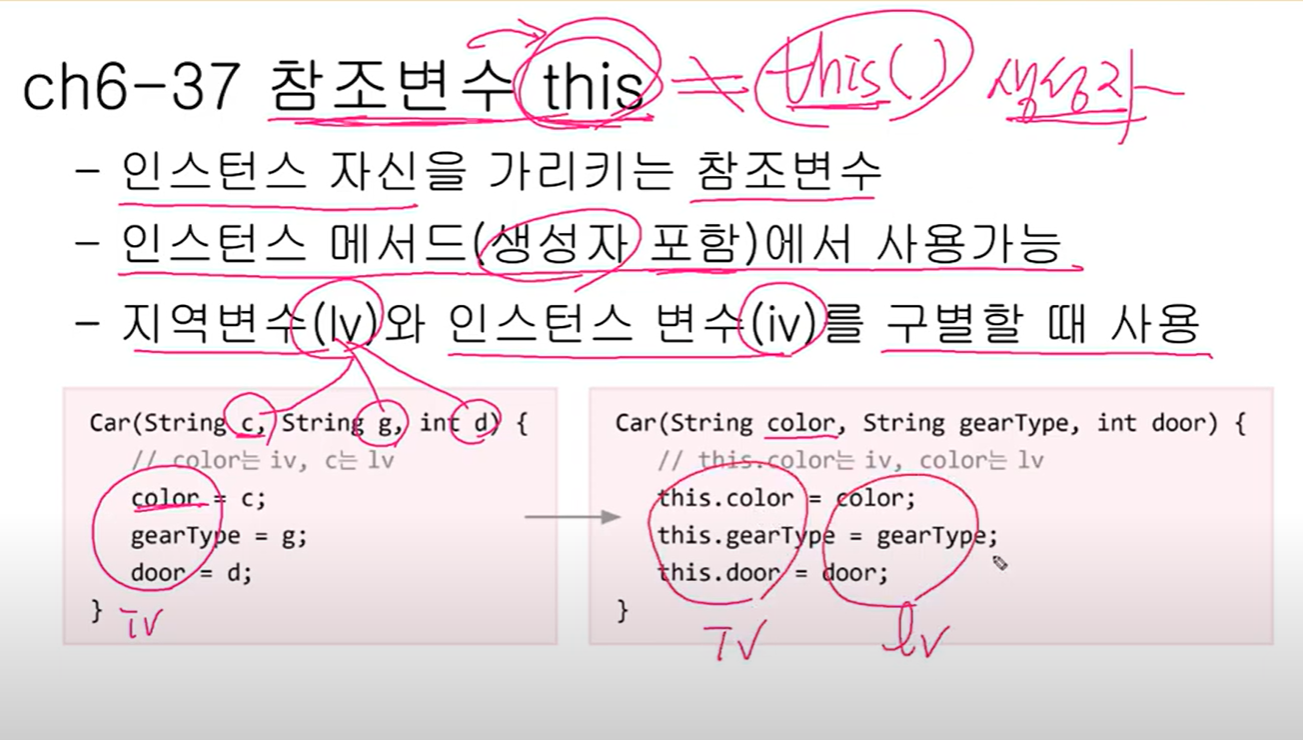 ch6-37 참조변수 this ≠ this() 생성자
- 인스턴스 자신을 가리키는 참조변수
- 인스턴스 메서드(생성자 포함)에서 사용가능
- 지역변수(lv)와 인스턴스 변수(iv)를 구별할 때 사용
Car(String c, String g, int d) {
// color는 iv, c는 lv
color = c;
gearType = g;
door = d;
}
iv
Car(String color, String gearType, int door) {
// this.color는 iv, color는 lv
this.color = color;
this.gearType = gearType;
this.door = door;
}
iv lv